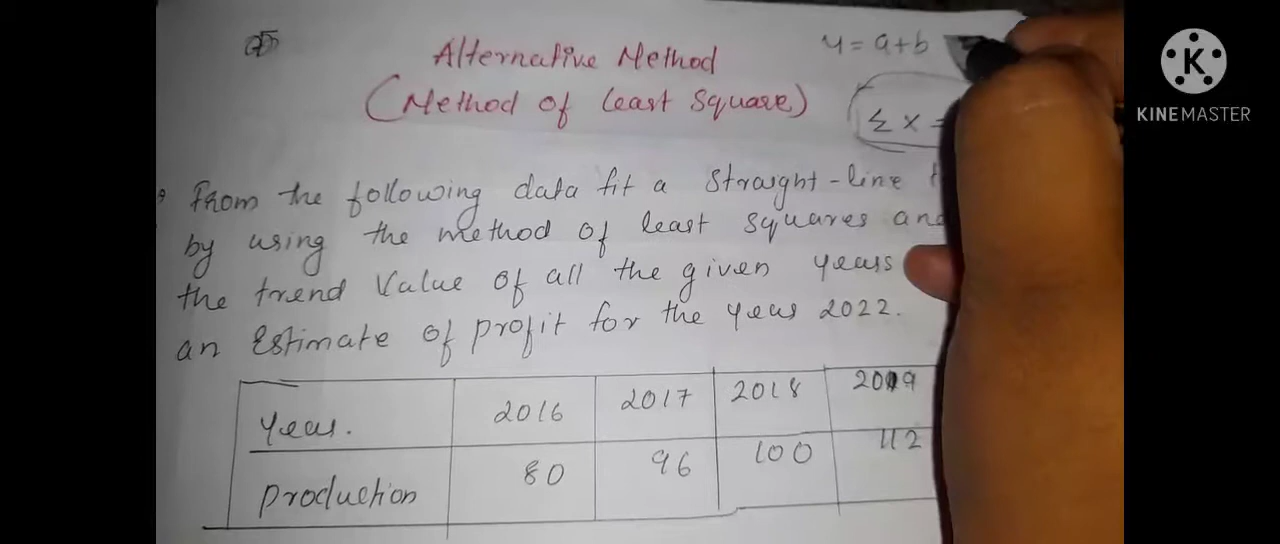 Alternative Method
(Method of Least Square)
y = a+b
Σ x =
From the following data fit a straight-line
by using the method of least squares and
the trend value of all the given years
an Estimate of profit for the year 2022.
year. 2016 2017 2018 2019
production 80 96 100 112
K
KINEMASTER